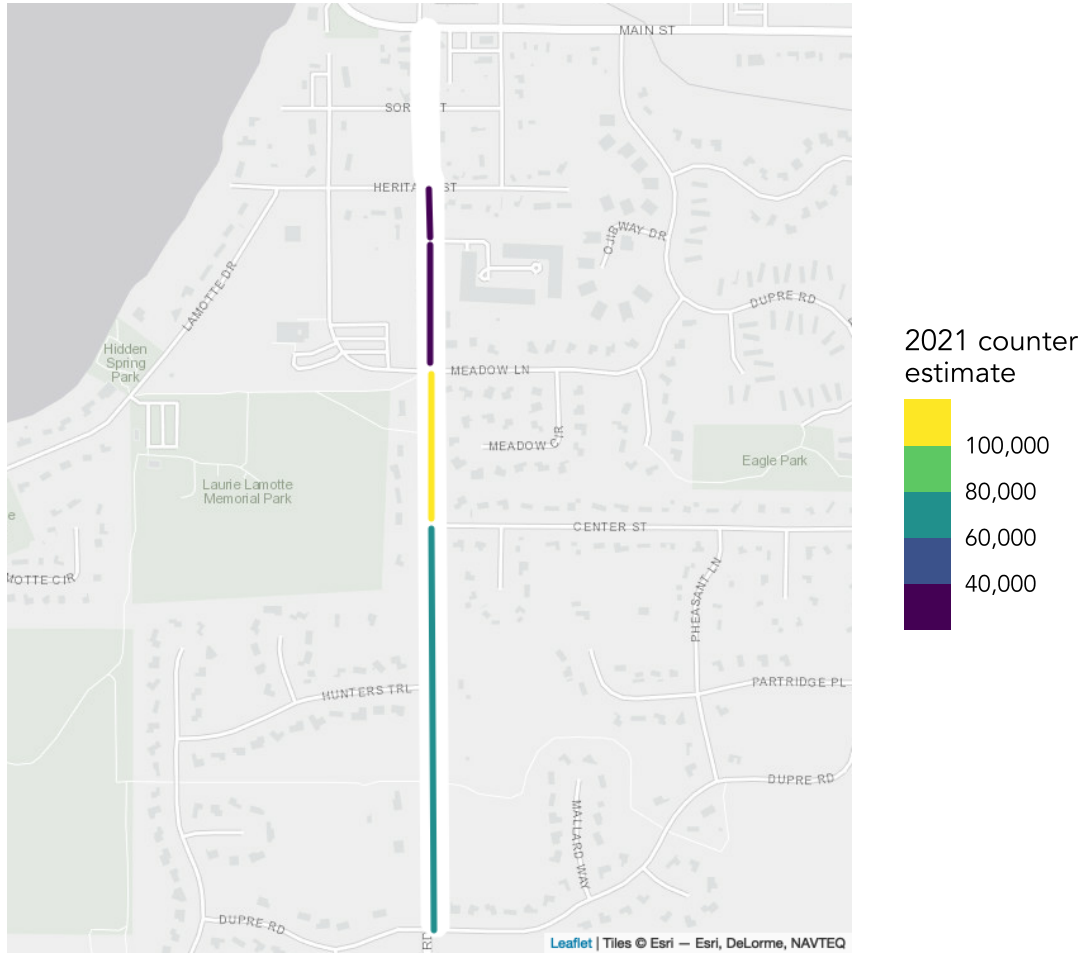 MAIN ST
HERITA ST
OJIBWAY DR
LAMOTTE DR
DUPRE RD
Hidden
Spring
Park
MEADOW LN
MEADOW CIR
Eagle Park
Laurie Lamotte
Memorial Park
e
CENTER ST
MOTTE CIR
PHEASANT LN
PARTRIDGE PL
HUNTERS TRL
DUPRE RD
MALLARD WAY
DUPRE RD
RD
Leaflet | Tiles © Esri — Esri, DeLorme, NAVTEQ
2021 counter
estimate
100,000
80,000
60,000
40,000